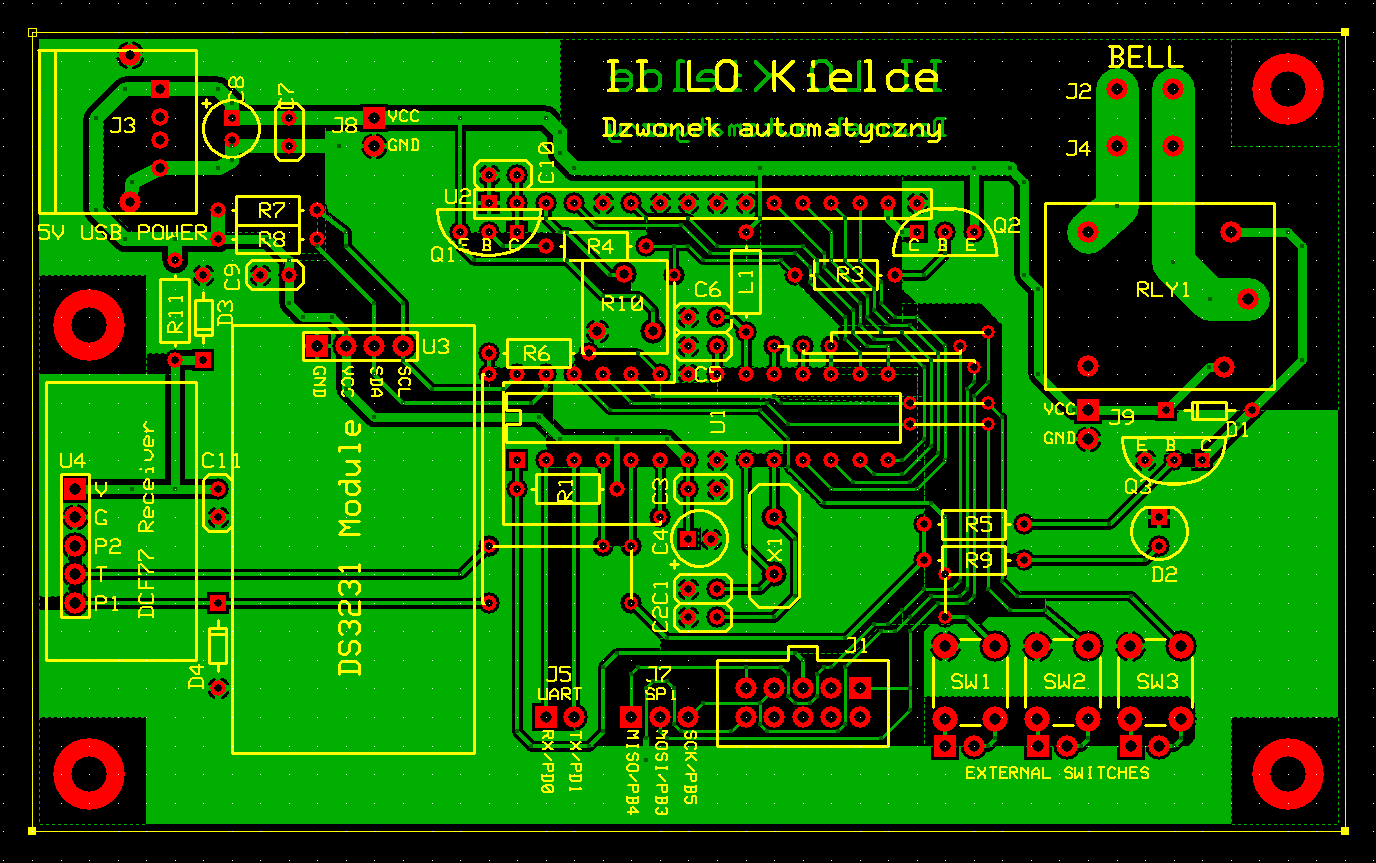 II LO Kielce
Dzwonek automatyczny
BELL
J2
J4
J3
C8
+
C7
J8
VCC
GND
C10
U2
5V USB POWER
R7
R8
Q1
E B C
R4
Q2
C B E
C9
R11
D3
R10
L1
R3
C6
RLY1
U3
GND
VCC
SDA
SCL
R6
C5
U1
VCC
GND
J9
D1
E B C
Q3
U4
V
G
P2
T
P1
DCF77 Receiver
C11
DS3231 Module
R1
C3
C4
+
X1
R5
R9
D2
C1
C2
D4
J5
UART
J7
SPI
J1
SW1
SW2
SW3
RX/PD0
TX/PD1
MISO/PB4
MOSI/PB3
SCK/PB5
EXTERNAL SWITCHES